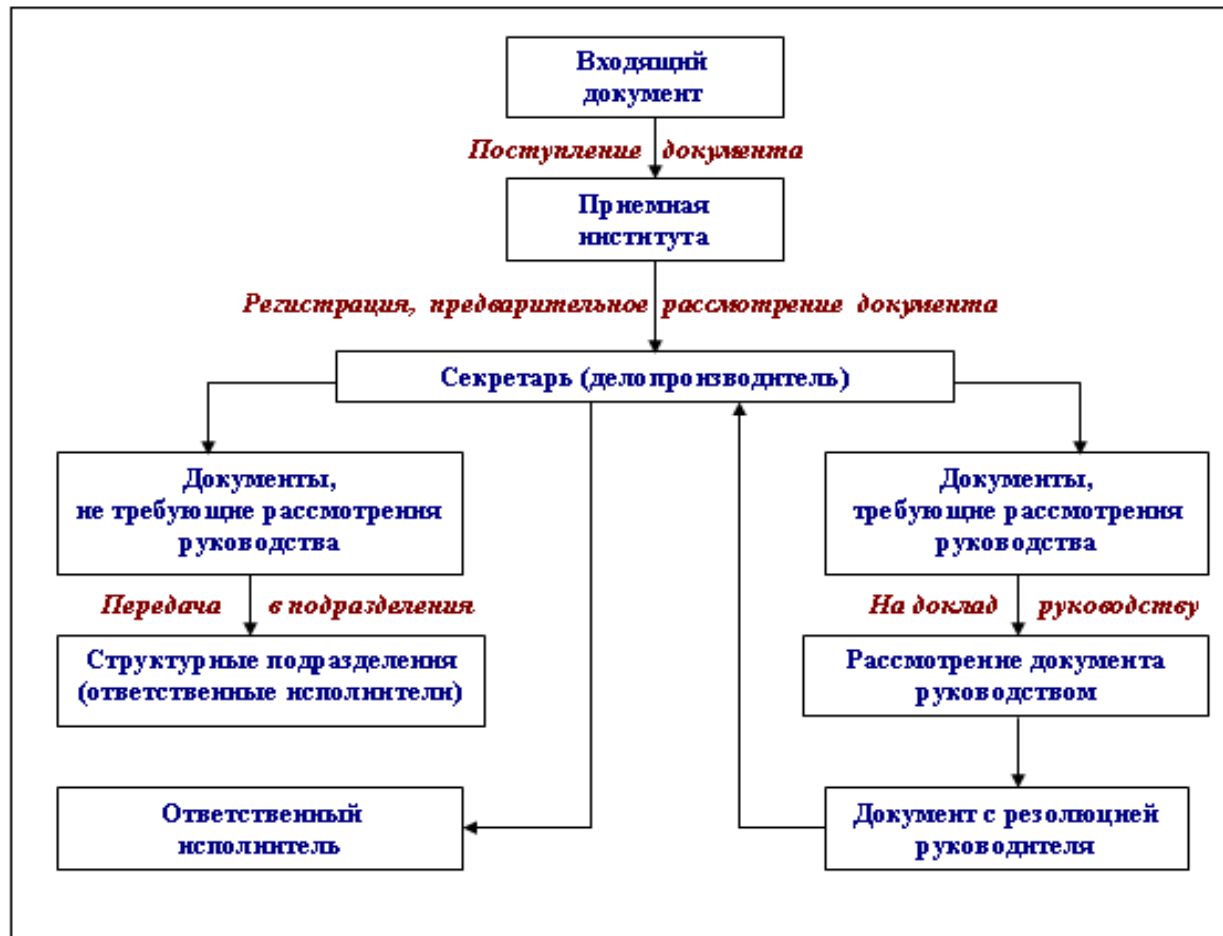 Входящий
документ
Поступление документа
Приемная
института
Регистрация, предварительное рассмотрение документа
Секретарь (делопроизводитель)
Документы,
не требующие рассмотрения
руководства
Документы,
требующие рассмотрения
руководства
Передача в подразделения
На доклад руководству
Структурные подразделения
(ответственные исполнители)
Рассмотрение документа
руководством
Ответственный
исполнитель
Документ с резолюцией
руководителя